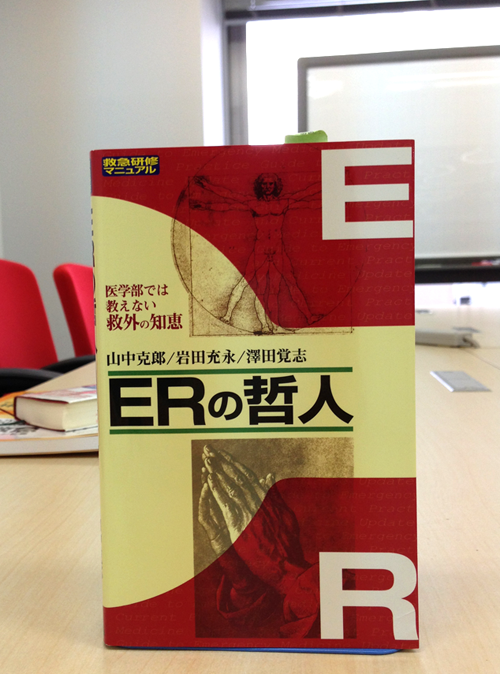 救急研修
マニュアル
E
医学部では
教えない
救外の知恵
山中克郎/岩田充永/澤田覚志
ERの哲人
R